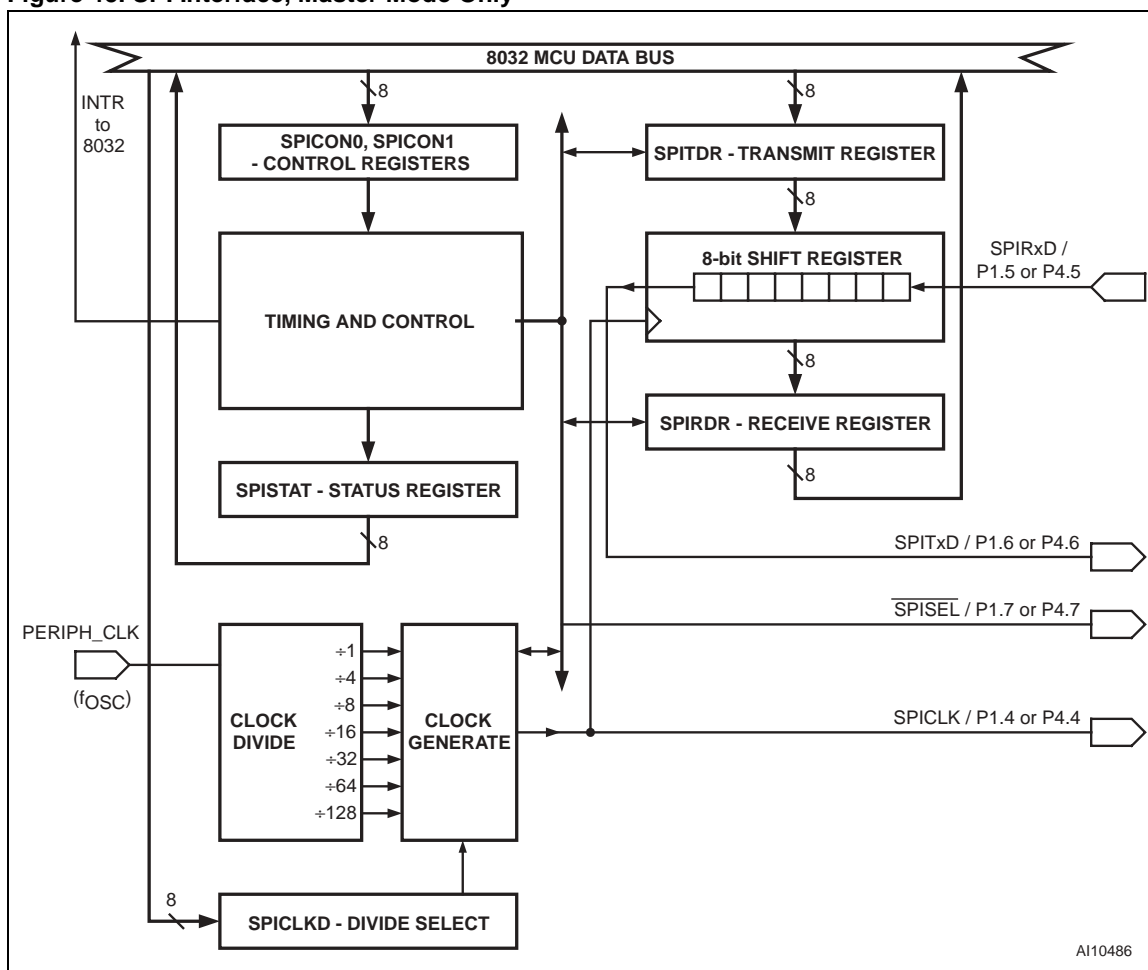 8032 MCU DATA BUS
INTR
to
8032
8
SPICON0, SPICON1
- CONTROL REGISTERS
8
SPITDR - TRANSMIT REGISTER
8
TIMING AND CONTROL
8-bit SHIFT REGISTER
SPIRxD /
P1.5 or P4.5
8
SPIRDR - RECEIVE REGISTER
8
SPISTAT - STATUS REGISTER
8
SPITxD / P1.6 or P4.6
SPISEL / P1.7 or P4.7
SPICLK / P1.4 or P4.4
PERIPH_CLK
(fOSC)
CLOCK
DIVIDE
÷1
÷4
÷8
÷16
÷32
÷64
÷128
CLOCK
GENERATE
8
SPICLKD - DIVIDE SELECT
AI10486